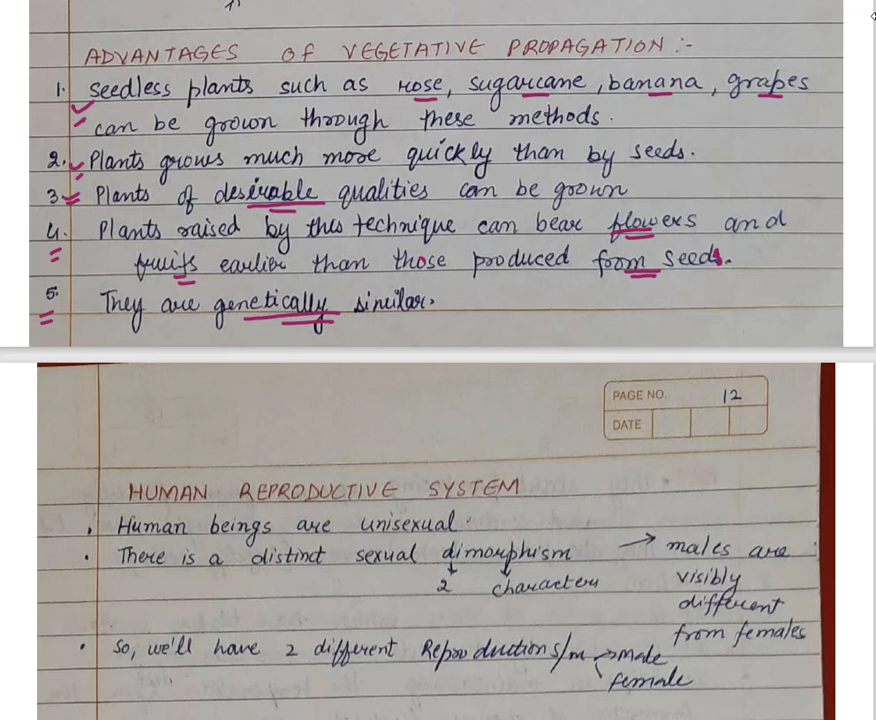 ADVANTAGES OF VEGETATIVE PROPAGATION :-
1. Seedless plants such as rose, sugarcane, banana, grapes
can be grown through these methods.
2. Plants grows much more quickly than by seeds.
3. Plants of desirable qualities can be grown
4. Plants raised by this technique can bear flowers and
fruits earlier than those produced from seeds.
5. They are genetically similar.
PAGE NO. 12
DATE
HUMAN REPRODUCTIVE SYSTEM
• Human beings are unisexual.
• There is a distinct sexual dimorphism → males are
2 characters visibly
different
from females
• So, we'll have 2 different Reproduction s/m → male
female